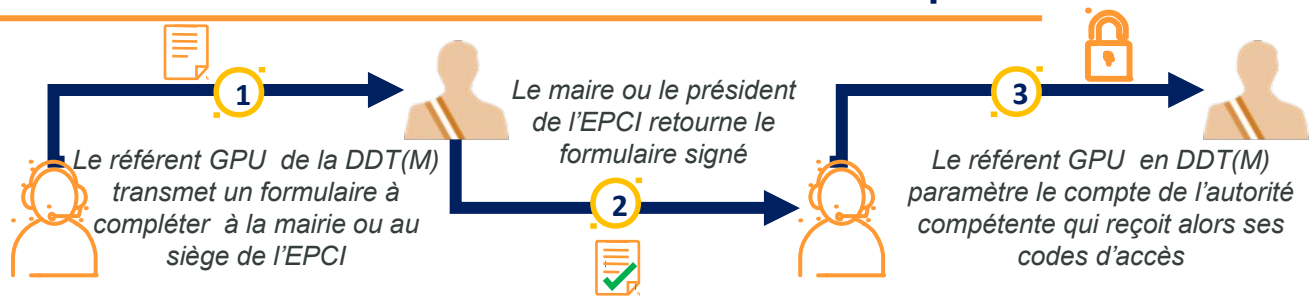 1
Le référent GPU de la DDT(M)
transmet un formulaire à
compléter à la mairie ou au
siège de l'EPCI
Le maire ou le président
de l'EPCI retourne le
formulaire signé
2
3
Le référent GPU en DDT(M)
paramètre le compte de l'autorité
compétente qui reçoit alors ses
codes d'accès